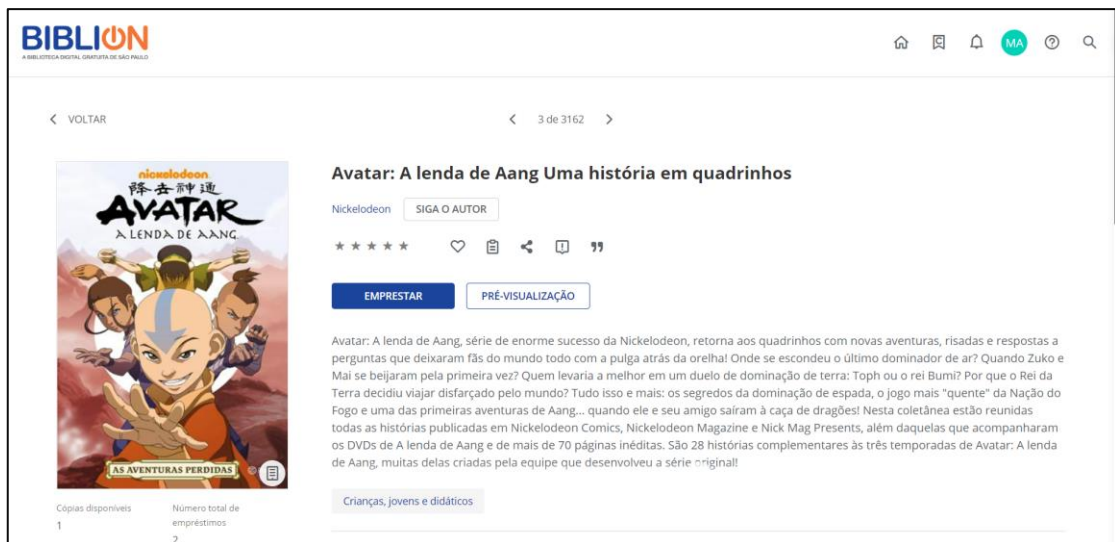 BIBLION
A BIBLIOTECA DIGITAL GRATUITA DE SÃO PAULO
MA
VOLTAR
3 de 3162
nickelodeon
降去神通
AVATAR
A LENDA DE AANG
AS AVENTURAS PERDIDAS
Cópias disponíveis
1
Número total de
empréstimos
2
Avatar: A lenda de Aang Uma história em quadrinhos
Nickelodeon
SIGA O AUTOR
EMPRESTAR
PRÉ-VISUALIZAÇÃO
Avatar: A lenda de Aang, série de enorme sucesso da Nickelodeon, retorna aos quadrinhos com novas aventuras, risadas e respostas a
perguntas que deixaram fãs do mundo todo com a pulga atrás da orelha! Onde se escondeu o último dominador de ar? Quando Zuko e
Mai se beijaram pela primeira vez? Quem levaria a melhor em um duelo de dominação de terra: Toph ou o rei Bumi? Por que o Rei da
Terra decidiu viajar disfarçado pelo mundo? Tudo isso e mais: os segredos da dominação de espada, o jogo mais "quente" da Nação do
Fogo e uma das primeiras aventuras de Aang... quando ele e seu amigo saíram à caça de dragões! Nesta coletânea estão reunidas
todas as histórias publicadas em Nickelodeon Comics, Nickelodeon Magazine e Nick Mag Presents, além daquelas que acompanharam
os DVDs de A lenda de Aang e de mais de 70 páginas inéditas. São 28 histórias complementares às três temporadas de Avatar: A lenda
de Aang, muitas delas criadas pela equipe que desenvolveu a série original!
Crianças, jovens e didáticos